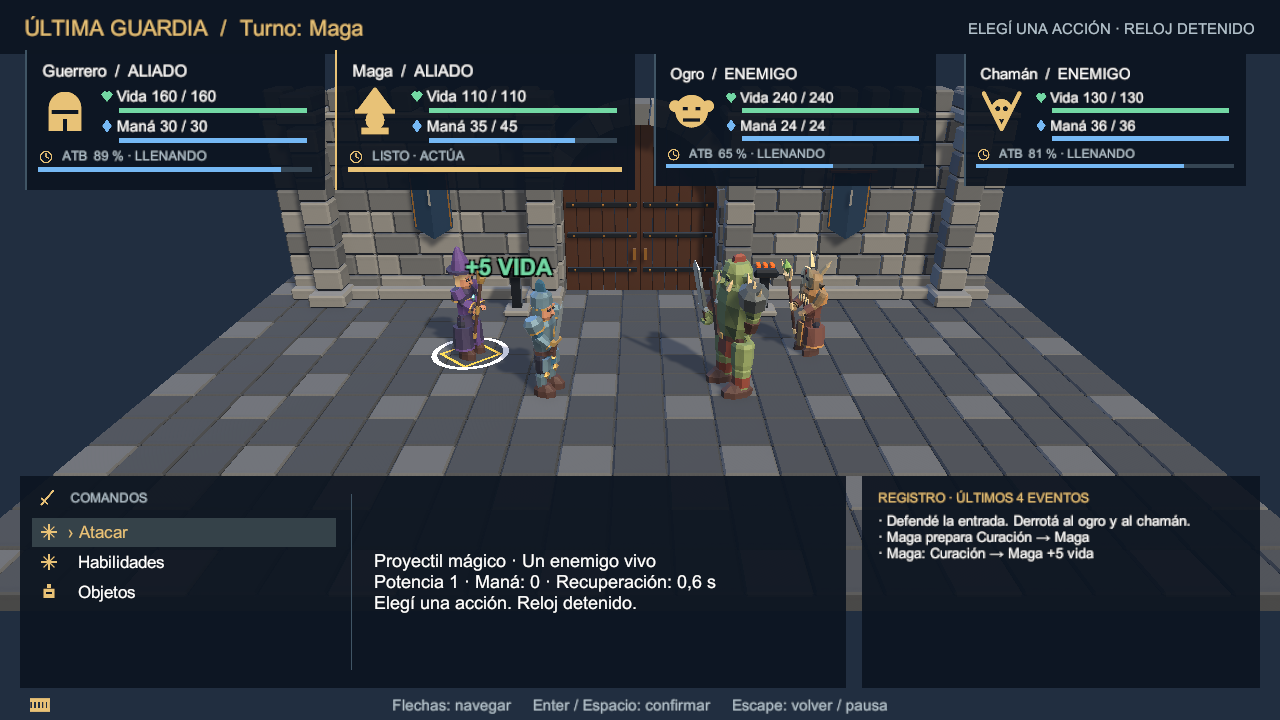 ÚLTIMA GUARDIA / Turno: Maga
ELEGÍ UNA ACCIÓN · RELOJ DETENIDO
Guerrero / ALIADO
Vida 160 / 160
Maná 30 / 30
ATB 89 % · LLENANDO
Maga / ALIADO
Vida 110 / 110
Maná 35 / 45
LISTO · ACTÚA
Ogro / ENEMIGO
Vida 240 / 240
Maná 24 / 24
ATB 65 % · LLENANDO
Chamán / ENEMIGO
Vida 130 / 130
Maná 36 / 36
ATB 81 % · LLENANDO
+5 VIDA
COMANDOS
› Atacar
Habilidades
Objetos
Proyectil mágico · Un enemigo vivo
Potencia 1 · Maná: 0 · Recuperación: 0,6 s
Elegí una acción. Reloj detenido.
REGISTRO · ÚLTIMOS 4 EVENTOS
· Defendé la entrada. Derrotá al ogro y al chamán.
· Maga prepara Curación → Maga
· Maga: Curación → Maga +5 vida
Flechas: navegar Enter / Espacio: confirmar Escape: volver / pausa